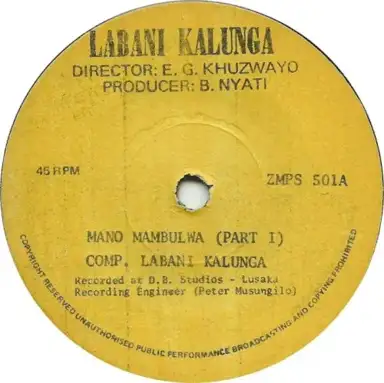 LABANI KALUNGA
DIRECTOR: E. G. KHUZWAYO
PRODUCER: B. NYATI
45 RPM
ZMPS 501A
MANO MAMBULWA (PART I)
COMP. LABANI KALUNGA
Recorded at D.B. Studios - Lusaka
Recording Engineer (Peter Musungilo)
COPYRIGHT RESERVED UNAUTHORISED PUBLIC PERFORMANCE BROADCASTING AND COPYING PROHIBITED